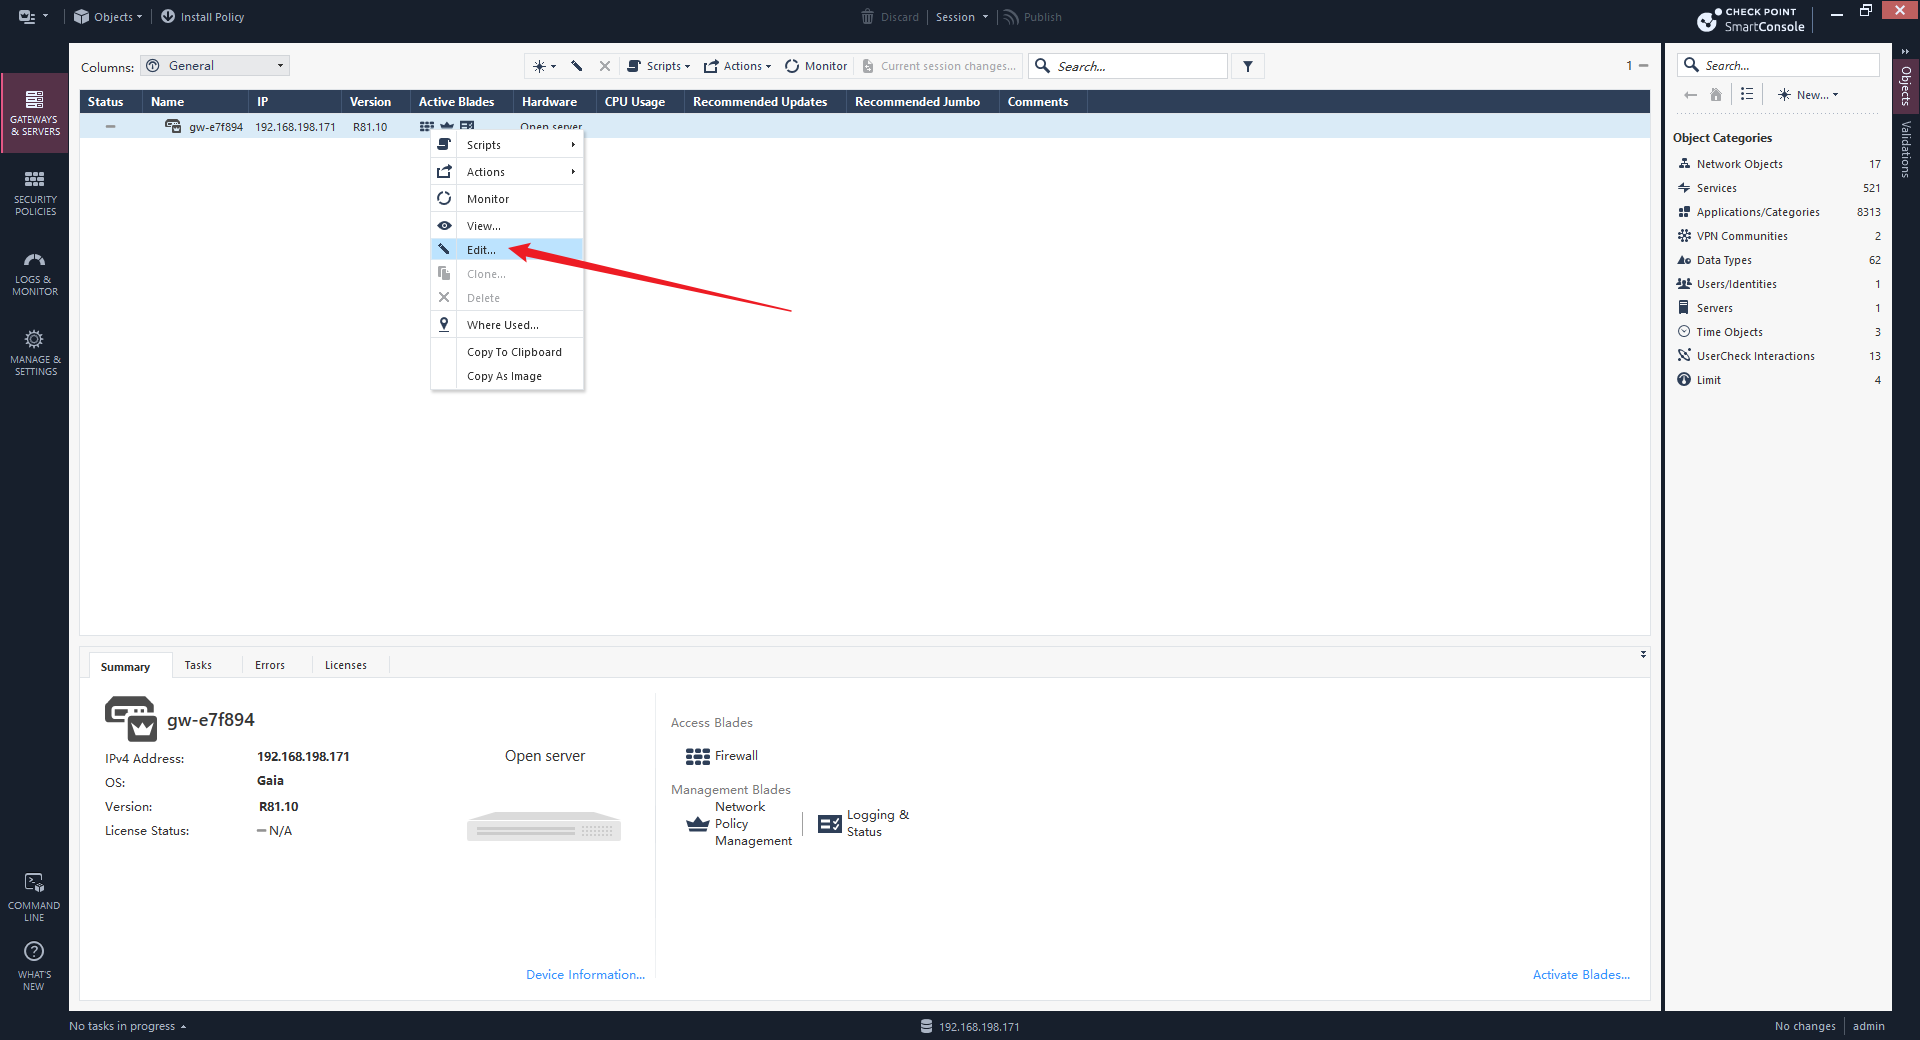 Objects
Install Policy
Discard
Session
Publish
CHECK POINT
SmartConsole
Columns:
General
Scripts
Actions
Monitor
Current session changes...
Search...
1
Status
Name
IP
Version
Active Blades
Hardware
CPU Usage
Recommended Updates
Recommended Jumbo
Comments
gw-e7f894
192.168.198.171
R81.10
Open server
Scripts
Actions
Monitor
View...
Edit...
Clone...
Delete
Where Used...
Copy To Clipboard
Copy As Image
GATEWAYS
& SERVERS
SECURITY
POLICIES
LOGS &
MONITOR
MANAGE &
SETTINGS
COMMAND
LINE
WHAT'S
NEW
Summary
Tasks
Errors
Licenses
gw-e7f894
IPv4 Address:
192.168.198.171
OS:
Gaia
Version:
R81.10
License Status:
N/A
Open server
Device Information...
Access Blades
Firewall
Management Blades
Network
Policy
Management
Logging &
Status
Activate Blades...
Search...
New...
Object Categories
Network Objects 17
Services 521
Applications/Categories 8313
VPN Communities 2
Data Types 62
Users/Identities 1
Servers 1
Time Objects 3
UserCheck Interactions 13
Limit 4
Objects
Validations
No tasks in progress
192.168.198.171
No changes
admin